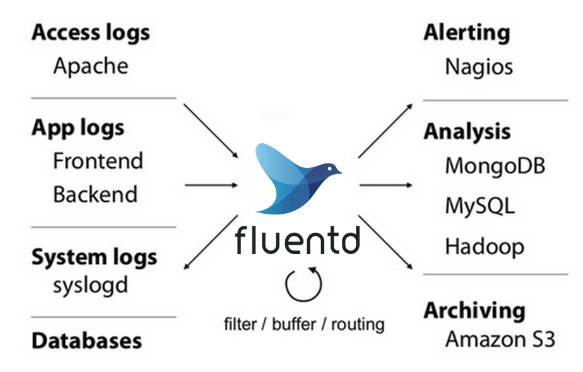 Access logs
Apache
App logs
Frontend
Backend
System logs
syslogd
Databases
fluentd
filter / buffer / routing
Alerting
Nagios
Analysis
MongoDB
MySQL
Hadoop
Archiving
Amazon S3